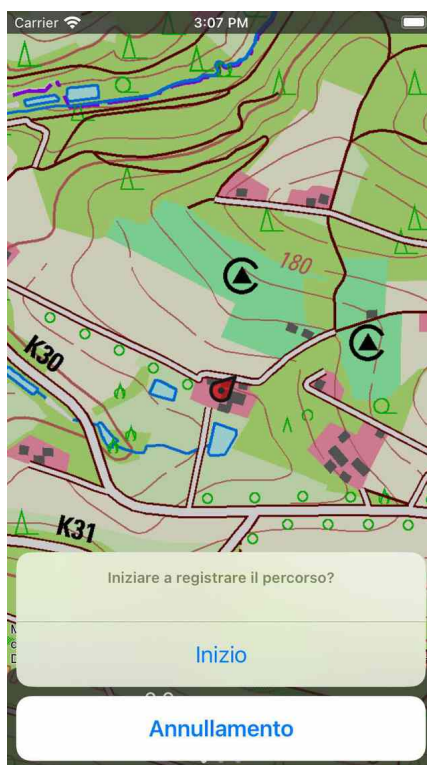 Carrier 3:07 PM
180
K30
K31
Iniziare a registrare il percorso?
Inizio
Annullamento